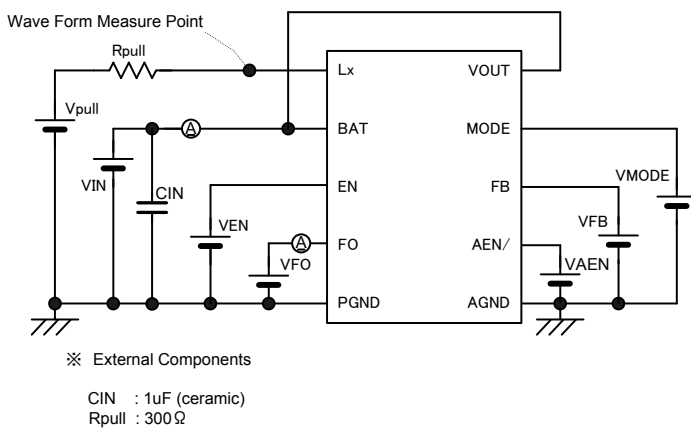 Wave Form Measure Point
Rpull
Lx
VOUT
Vpull
BAT
MODE
A
VIN
CIN
EN
FB
VMODE
VEN
VFB
A
FO
AEN/
VFO
VAEN
PGND
AGND
※ External Components
CIN : 1uF (ceramic)
Rpull : 300Ω